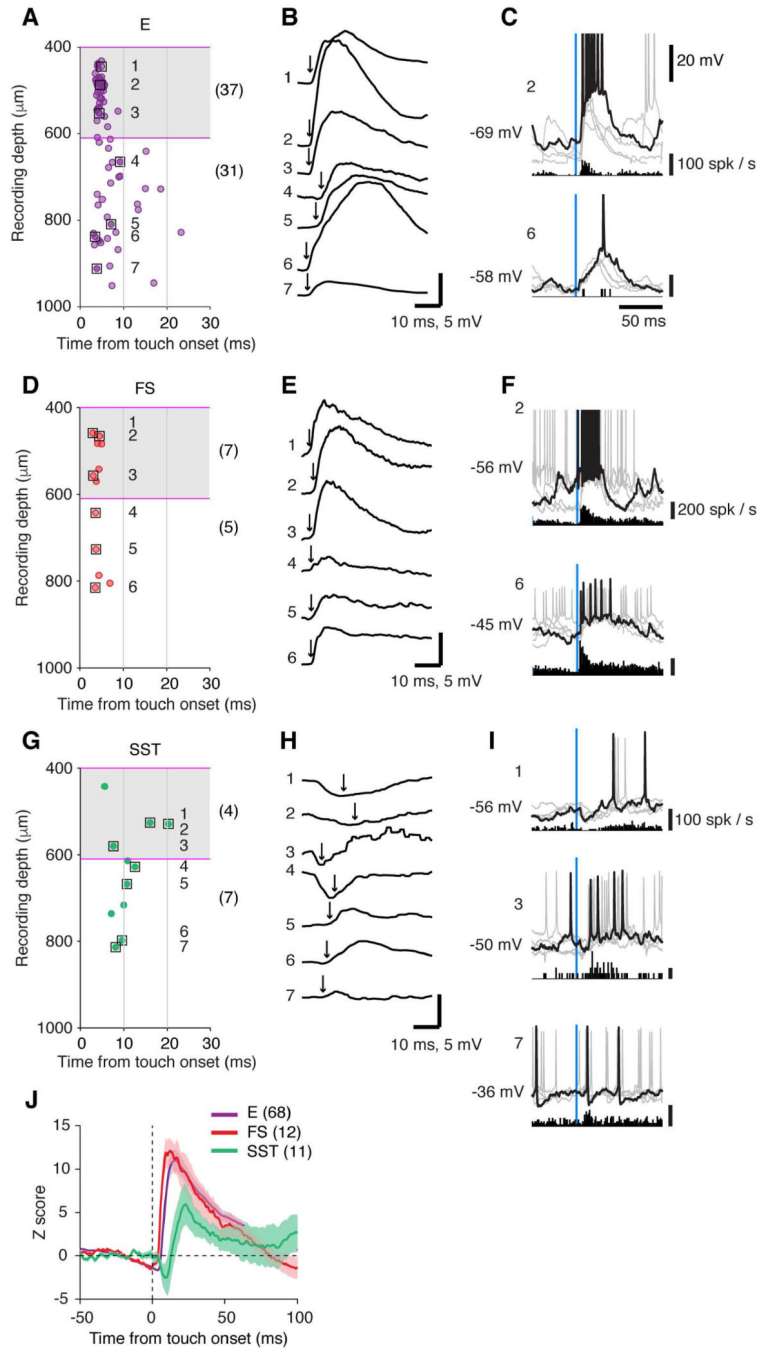 A
E
400
600
800
1000
Recording depth (μm)
0
10
20
30
Time from touch onset (ms)
1
2
3
4
5
6
7
(37)
(31)
B
1
2
3
4
5
6
7
10 ms, 5 mV
C
2
-69 mV
20 mV
100 spk / s
6
-58 mV
50 ms
D
FS
400
600
800
1000
Recording depth (μm)
0
10
20
30
Time from touch onset (ms)
1
2
3
4
5
6
(7)
(5)
E
1
2
3
4
5
6
10 ms, 5 mV
F
2
-56 mV
200 spk / s
6
-45 mV
G
SST
400
600
800
1000
Recording depth (μm)
0
10
20
30
Time from touch onset (ms)
1
2
3
4
5
6
7
(4)
(7)
H
1
2
3
4
5
6
7
10 ms, 5 mV
I
1
-56 mV
100 spk / s
3
-50 mV
7
-36 mV
J
E (68)
FS (12)
SST (11)
15
10
5
0
-5
Z score
-50
0
50
100
Time from touch onset (ms)